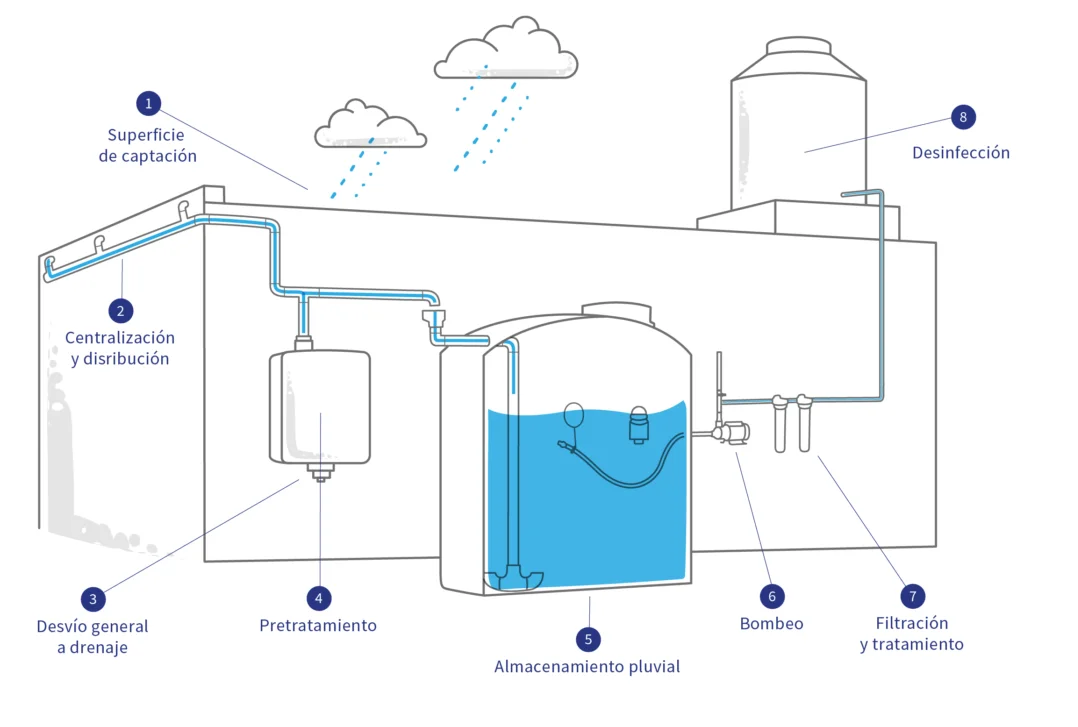 1
Superficie
de captación
2
Centralización
y disribución
3
Desvío general
a drenaje
4
Pretratamiento
5
Almacenamiento pluvial
6
Bombeo
7
Filtración
y tratamiento
8
Desinfección